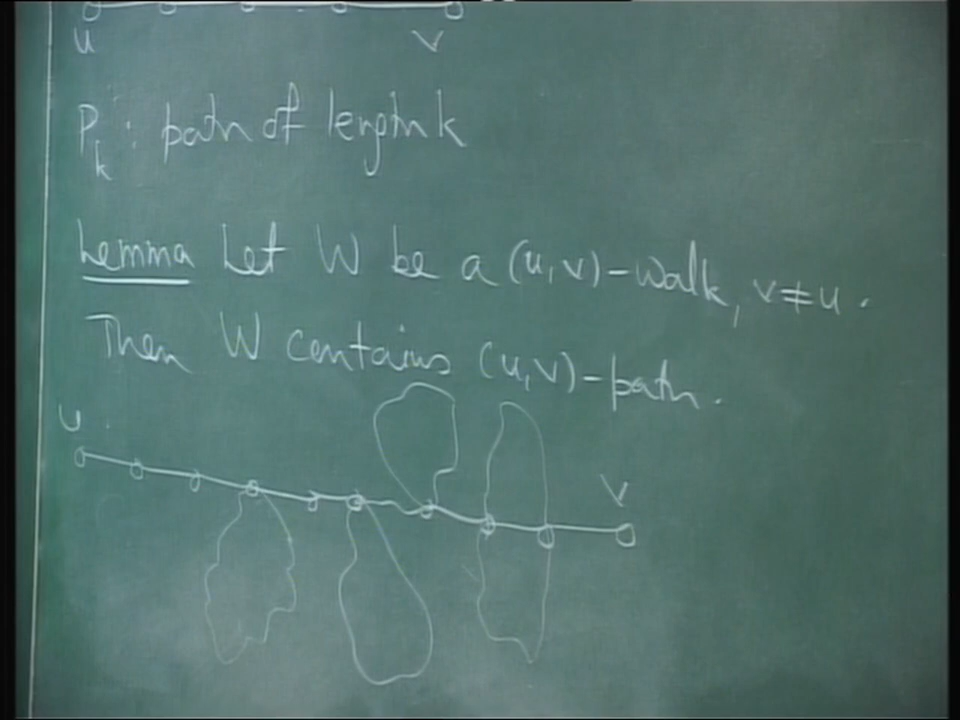 u v
P_k : path of length k
Lemma Let W be a (u,v)-walk, v≠u.
Then W contains (u,v)-path.
u
v